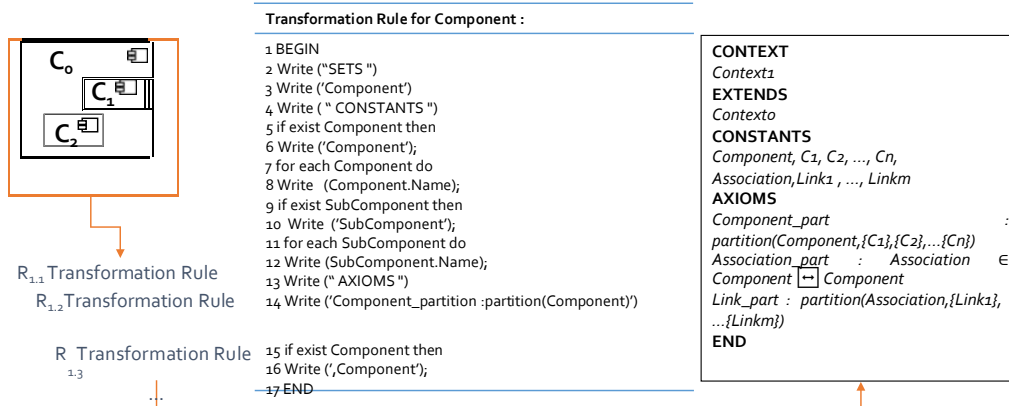 C0
C1
C2
R1.1 Transformation Rule
R1.2 Transformation Rule
R Transformation Rule
1.3
...
Transformation Rule for Component :
1 BEGIN
2 Write (“SETS ")
3 Write ('Component')
4 Write ( “ CONSTANTS ")
5 if exist Component then
6 Write ('Component');
7 for each Component do
8 Write (Component.Name);
9 if exist SubComponent then
10 Write ('SubComponent');
11 for each SubComponent do
12 Write (SubComponent.Name);
13 Write (“ AXIOMS ")
14 Write ('Component_partition :partition(Component)’)
15 if exist Component then
16 Write (',Component');
17 END
CONTEXT
Context1
EXTENDS
Context0
CONSTANTS
Component, C1, C2, ..., Cn,
Association,Link1 , ..., Linkm
AXIOMS
Component_part :
partition(Component,{C1},{C2},...{Cn})
Association_part : Association ∈
Component ↔ Component
Link_part : partition(Association,{Link1},
...{Linkm})
END